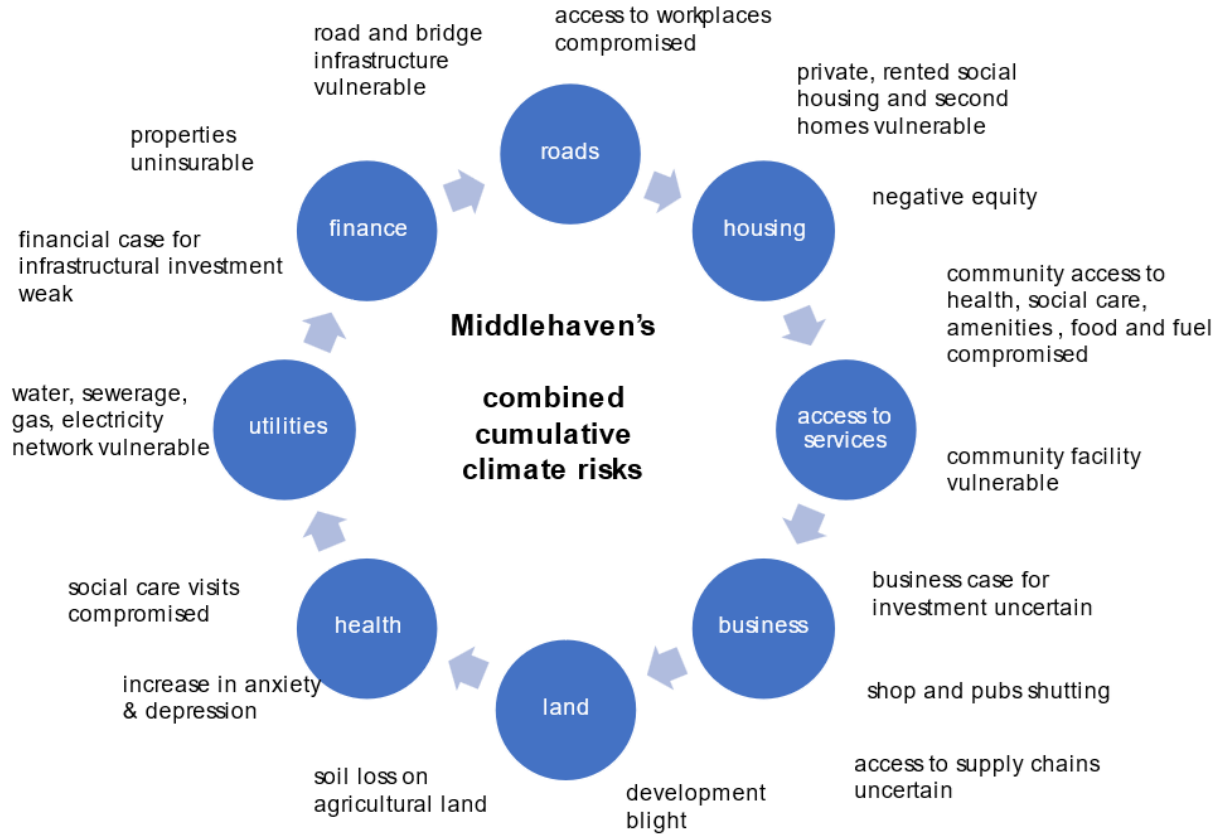 access to workplaces
compromised
road and bridge
infrastructure
vulnerable
private, rented social
housing and second
homes vulnerable
properties
uninsurable
roads
negative equity
finance
housing
financial case for
infrastructural investment
weak
community access to
health, social care,
amenities , food and fuel
compromised
Middlehaven’s
combined
cumulative
climate risks
water, sewerage,
gas, electricity
network vulnerable
utilities
access to
services
community facility
vulnerable
social care visits
compromised
health
business
business case for
investment uncertain
increase in anxiety
& depression
land
shop and pubs shutting
soil loss on
agricultural land
development
blight
access to supply chains
uncertain